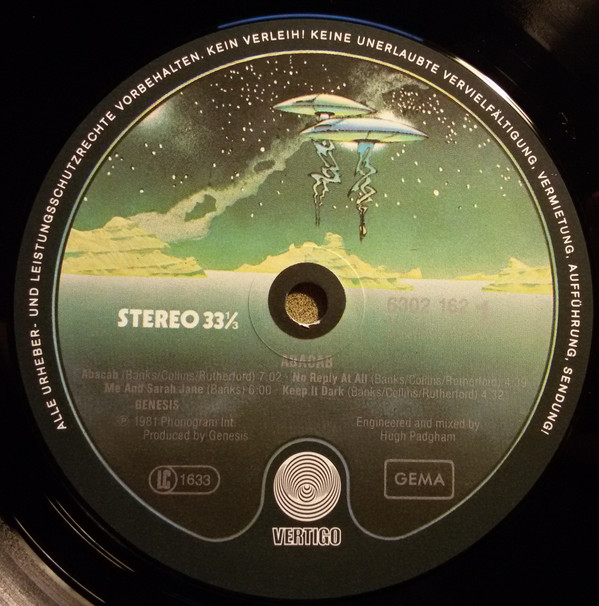 ALLE URHEBER- UND LEISTUNGSSCHUTZRECHTE VORBEHALTEN. KEIN VERLEIH! KEINE UNERLAUBTE VERVIELFÄLTIGUNG, VERMIETUNG, AUFFÜHRUNG, SENDUNG!
6302 162
STEREO 33⅓
ABACAB
Abacab (Banks/Collins/Rutherford) 7:02 · No Reply At All (Banks/Collins/Rutherford) 4:39
Me And Sarah Jane (Banks) 6:00 · Keep It Dark (Banks/Collins/Rutherford) 4:32
GENESIS
℗ 1981 Phonogram Int.
Produced by Genesis
Engineered and mixed by
Hugh Padgham
LC 1633
GEMA
VERTIGO